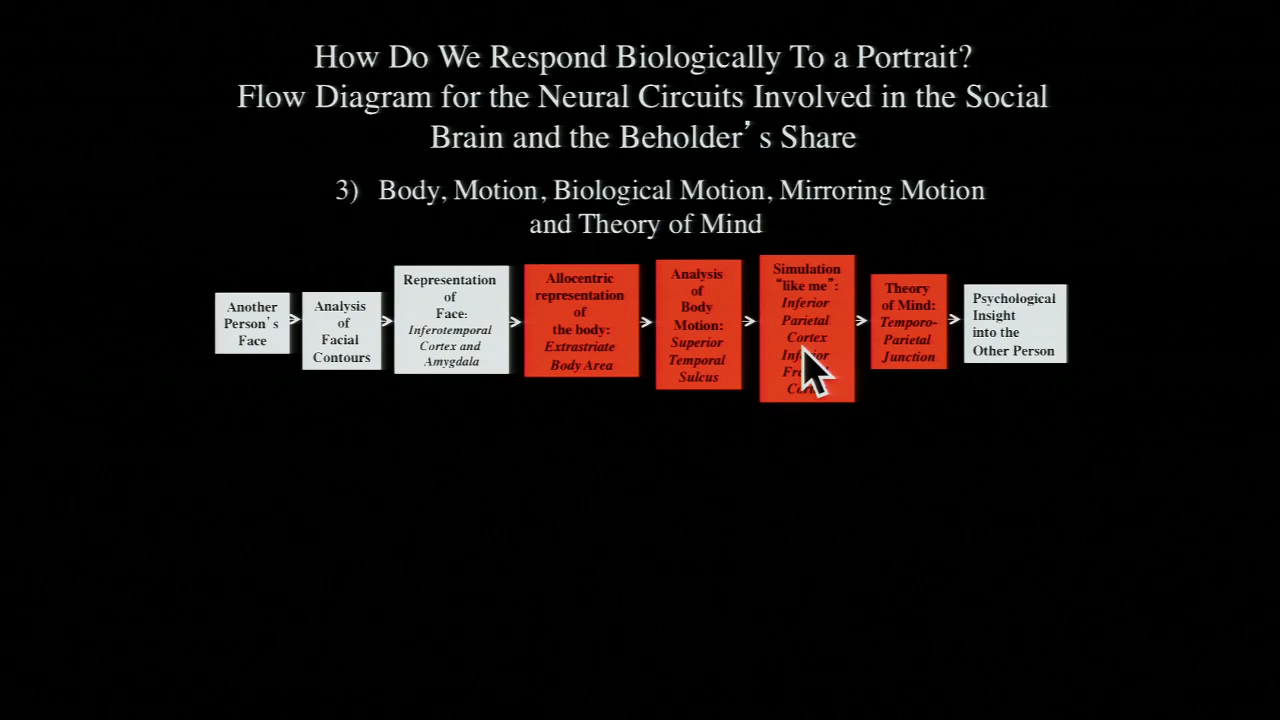 How Do We Respond Biologically To a Portrait?
Flow Diagram for the Neural Circuits Involved in the Social
Brain and the Beholder’s Share
3) Body, Motion, Biological Motion, Mirroring Motion
and Theory of Mind
Another
Person’s
Face
Analysis
of
Facial
Contours
Representation
of
Face:
Inferotemporal
Cortex and
Amygdala
Allocentric
representation
of
the body:
Extrastriate
Body Area
Analysis
of
Body
Motion:
Superior
Temporal
Sulcus
Simulation
“like me”:
Inferior
Parietal
Cortex
Theory
of Mind:
Temporo-
Parietal
Junction
Psychological
Insight
into the
Other Person